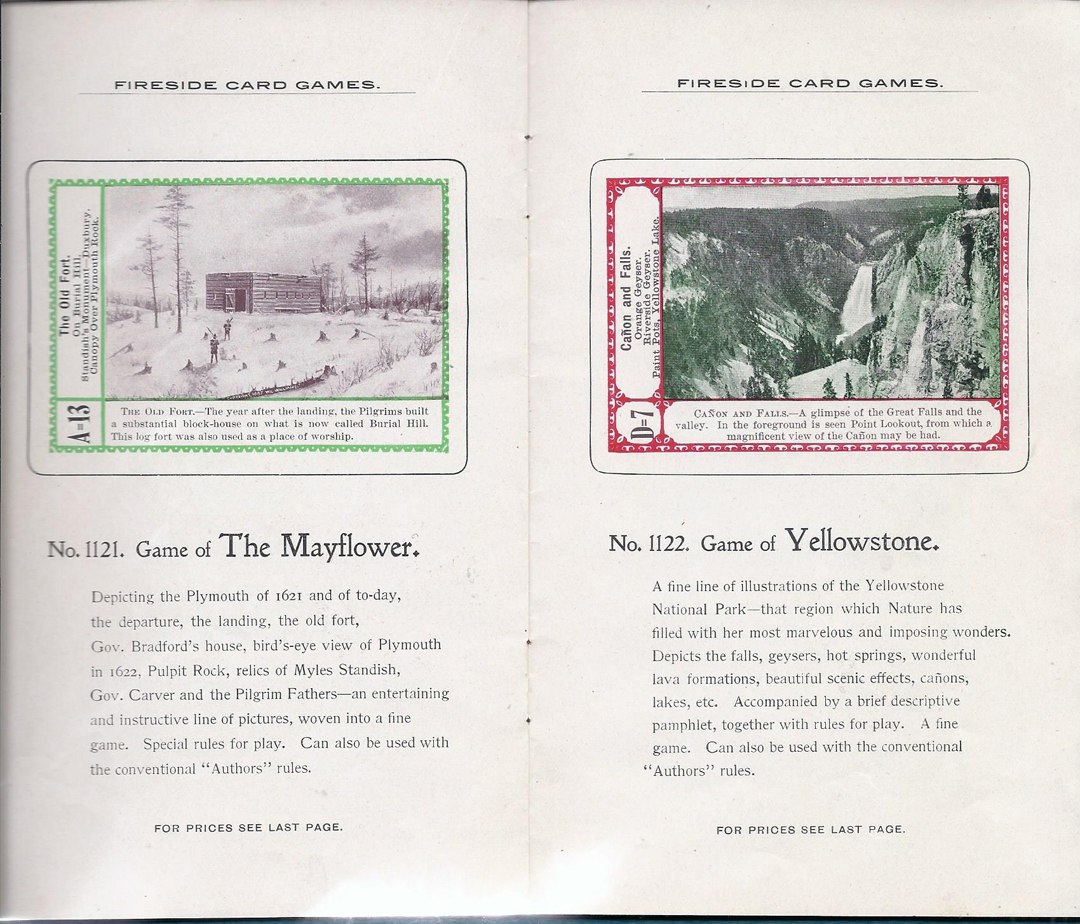 FIRESIDE CARD GAMES.
The Old Fort.
On Burial Hill.
Standish's Monument—Duxbury.
Canopy Over Plymouth Rock.
A=13
THE OLD FORT.—The year after the landing, the Pilgrims built
a substantial block-house on what is now called Burial Hill.
This log fort was also used as a place of worship.
No. 1121. Game of The Mayflower.
Depicting the Plymouth of 1621 and of to-day,
the departure, the landing, the old fort,
Gov. Bradford's house, bird's-eye view of Plymouth
in 1622, Pulpit Rock, relics of Myles Standish,
Gov. Carver and the Pilgrim Fathers—an entertaining
and instructive line of pictures, woven into a fine
game. Special rules for play. Can also be used with
the conventional “Authors” rules.
FOR PRICES SEE LAST PAGE.
FIRESIDE CARD GAMES.
Cañon and Falls.
Orange Geyser.
Riverside Geyser.
Paint Pots, Yellowstone Lake.
D=7
CAÑON AND FALLS.—A glimpse of the Great Falls and the
valley. In the foreground is seen Point Lookout, from which a
magnificent view of the Cañon may be had.
No. 1122. Game of Yellowstone.
A fine line of illustrations of the Yellowstone
National Park—that region which Nature has
filled with her most marvelous and imposing wonders.
Depicts the falls, geysers, hot springs, wonderful
lava formations, beautiful scenic effects, cañons,
lakes, etc. Accompanied by a brief descriptive
pamphlet, together with rules for play. A fine
game. Can also be used with the conventional
“Authors” rules.
FOR PRICES SEE LAST PAGE.